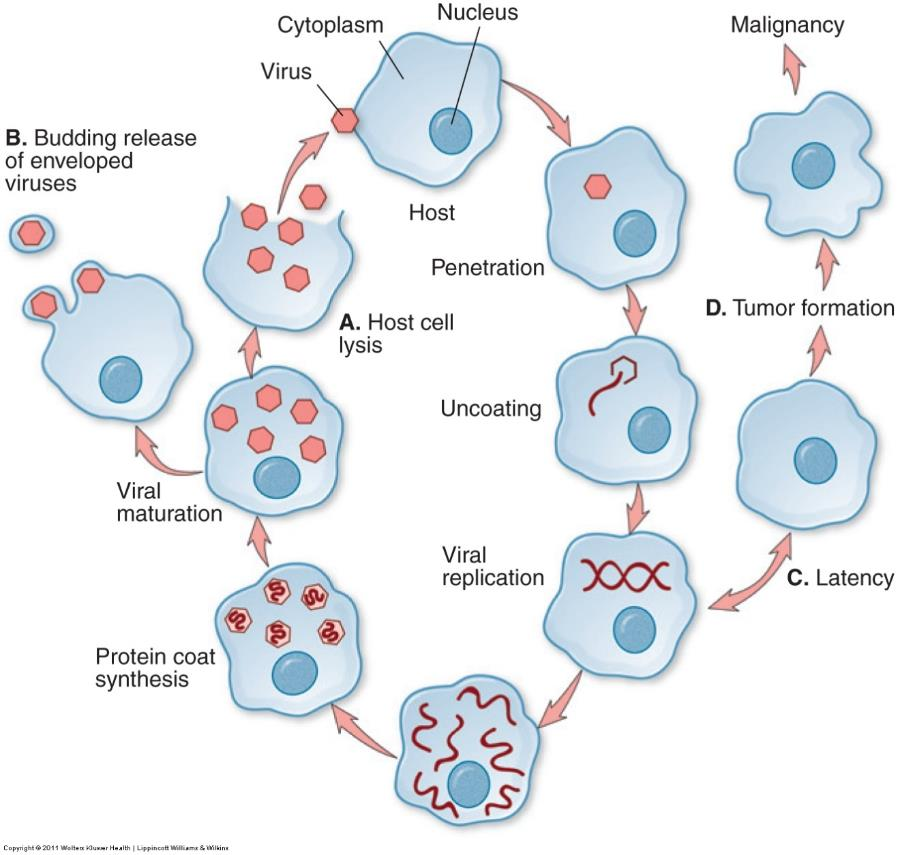 Nucleus
Cytoplasm
Virus
Malignancy
B. Budding release
of enveloped
viruses
Host
Penetration
D. Tumor formation
A. Host cell
lysis
Uncoating
Viral
maturation
Viral
replication
C. Latency
Protein coat
synthesis
Copyright © 2011 Wolters Kluwer Health | Lippincott Williams & Wilkins